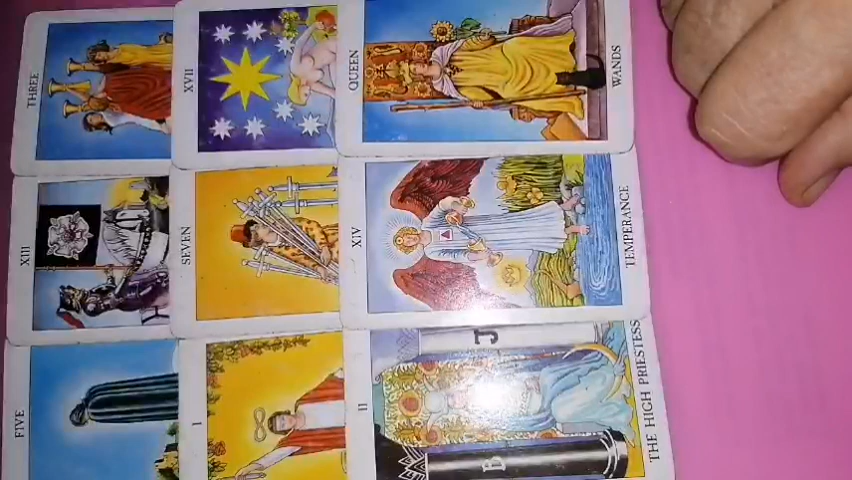 THREE
XVII
QUEEN
WANDS
XIII
SEVEN
XIV
TEMPERANCE
FIVE
I
II
J
B
THE HIGH PRIESTESS